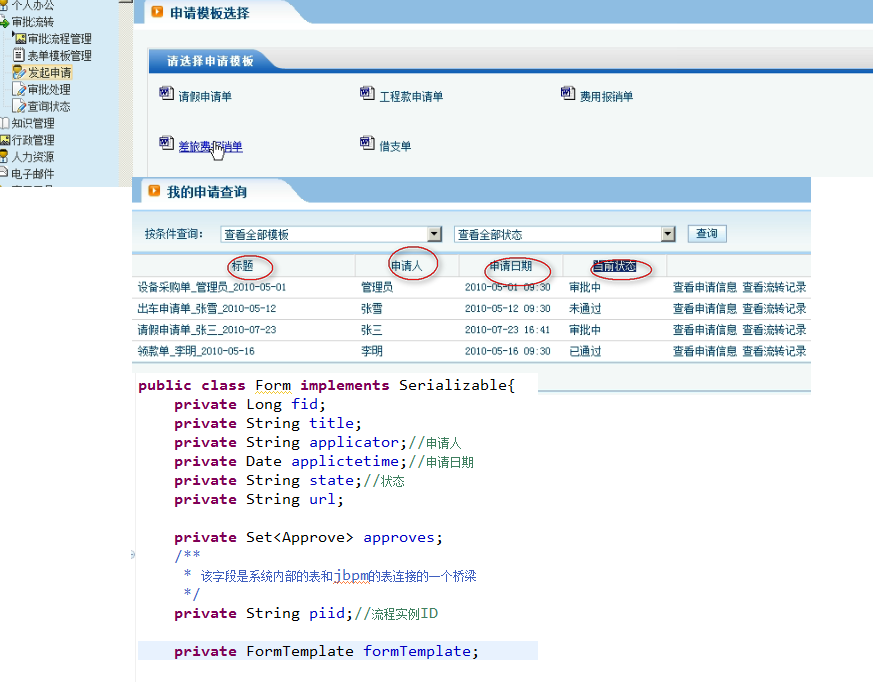 个人办公
审批流转
审批流程管理
表单模板管理
发起申请
审批处理
查询状态
知识管理
行政管理
人力资源
电子邮件
申请模板选择
请选择申请模板
请假申请单 工程款申请单 费用报销单
差旅费报销单 借支单
我的申请查询
按条件查询: 查看全部模板 查看全部状态 查询
标题 申请人 申请日期 当前状态
设备采购单_管理员_2010-05-01 管理员 2010-05-01 09:30 审批中 查看申请信息 查看流转记录
出车申请单_张雪_2010-05-12 张雪 2010-05-12 09:30 未通过 查看申请信息 查看流转记录
请假申请单_张三_2010-07-23 张三 2010-07-23 16:41 审批中 查看申请信息 查看流转记录
领款单_李明_2010-05-16 李明 2010-05-16 09:30 已通过 查看申请信息 查看流转记录
public class Form implements Serializable{
private Long fid;
private String title;
private String applicator;//申请人
private Date applictetime;//申请日期
private String state;//状态
private String url;
private Set<Approve> approves;
/**
* 该字段是系统内部的表和jbpm的表连接的一个桥梁
*/
private String piid;//流程实例ID
private FormTemplate formTemplate;